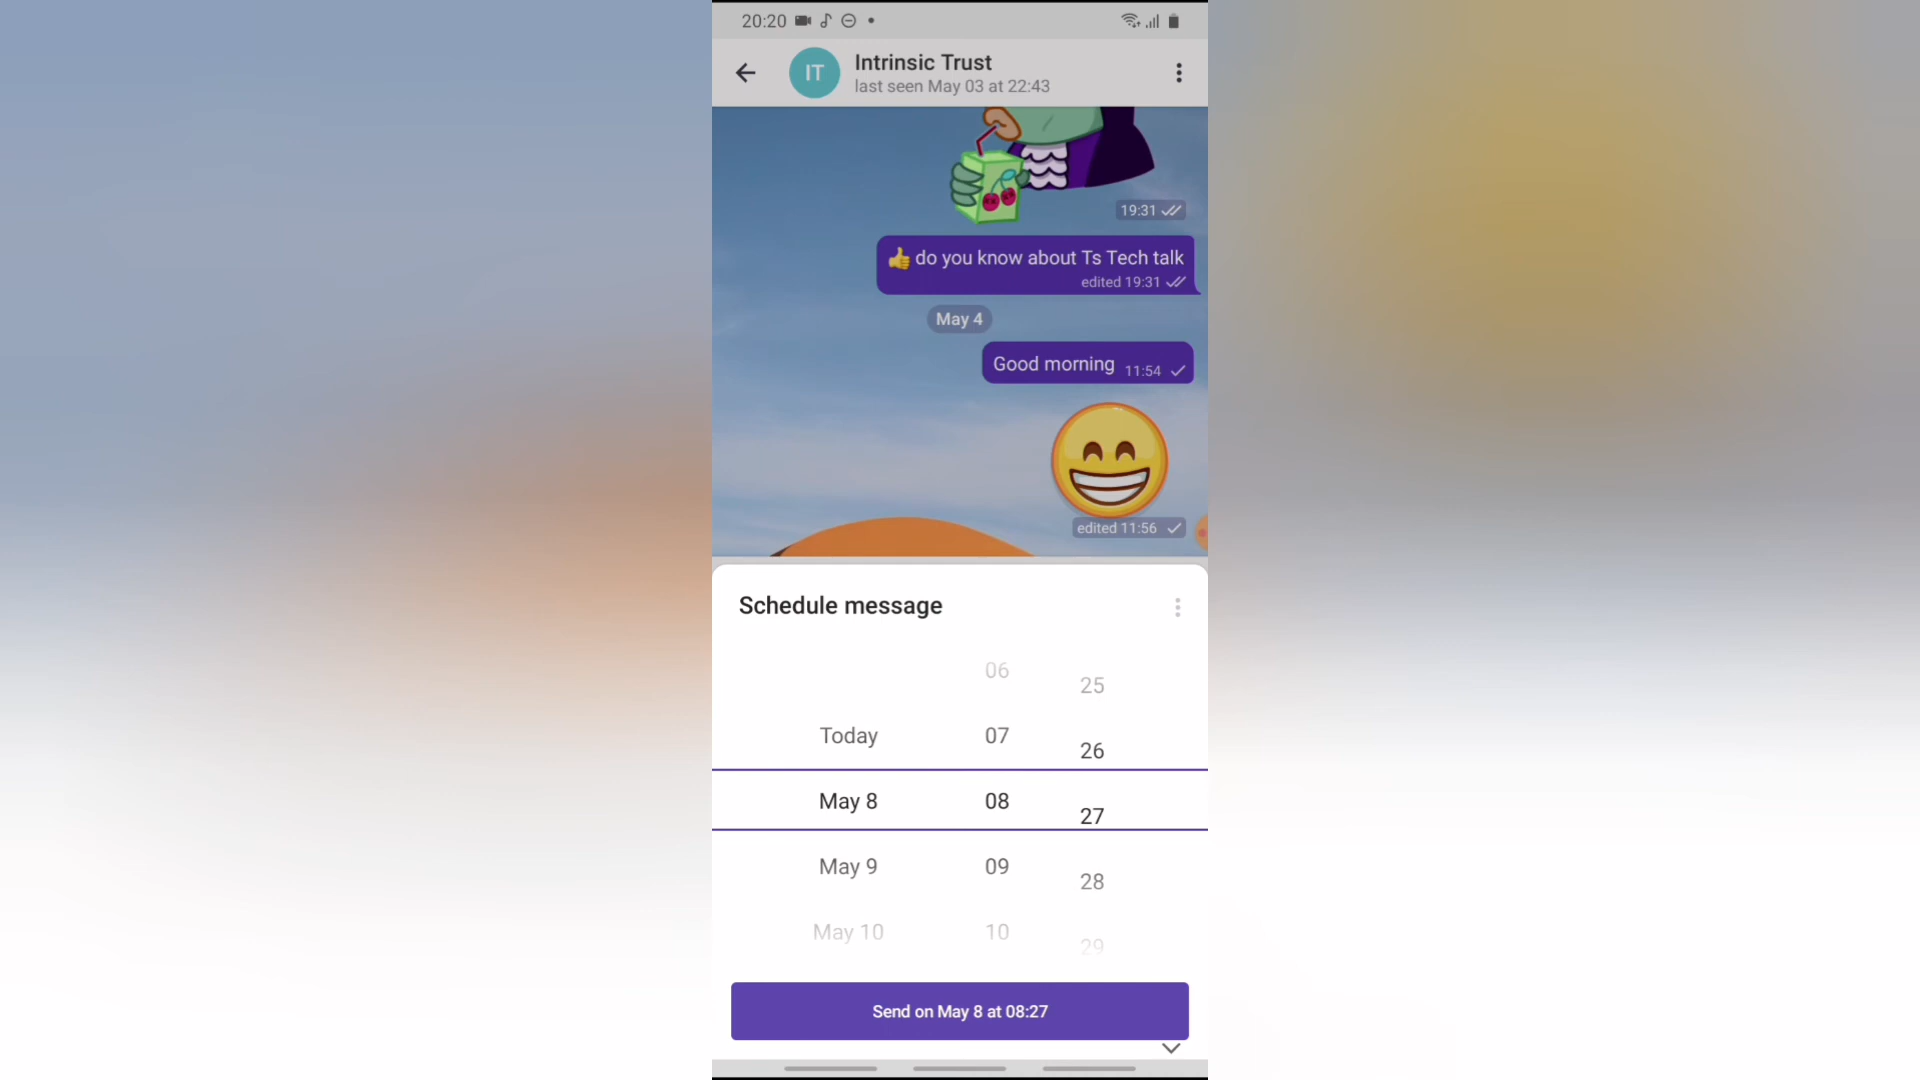 20:20
IT
Intrinsic Trust
last seen May 03 at 22:43
19:31
👍 do you know about Ts Tech talk
edited 19:31
May 4
Good morning 11:54
edited 11:56
Schedule message
06 25
Today 07 26
May 8 08 27
May 9 09 28
May 10 10 29
Send on May 8 at 08:27